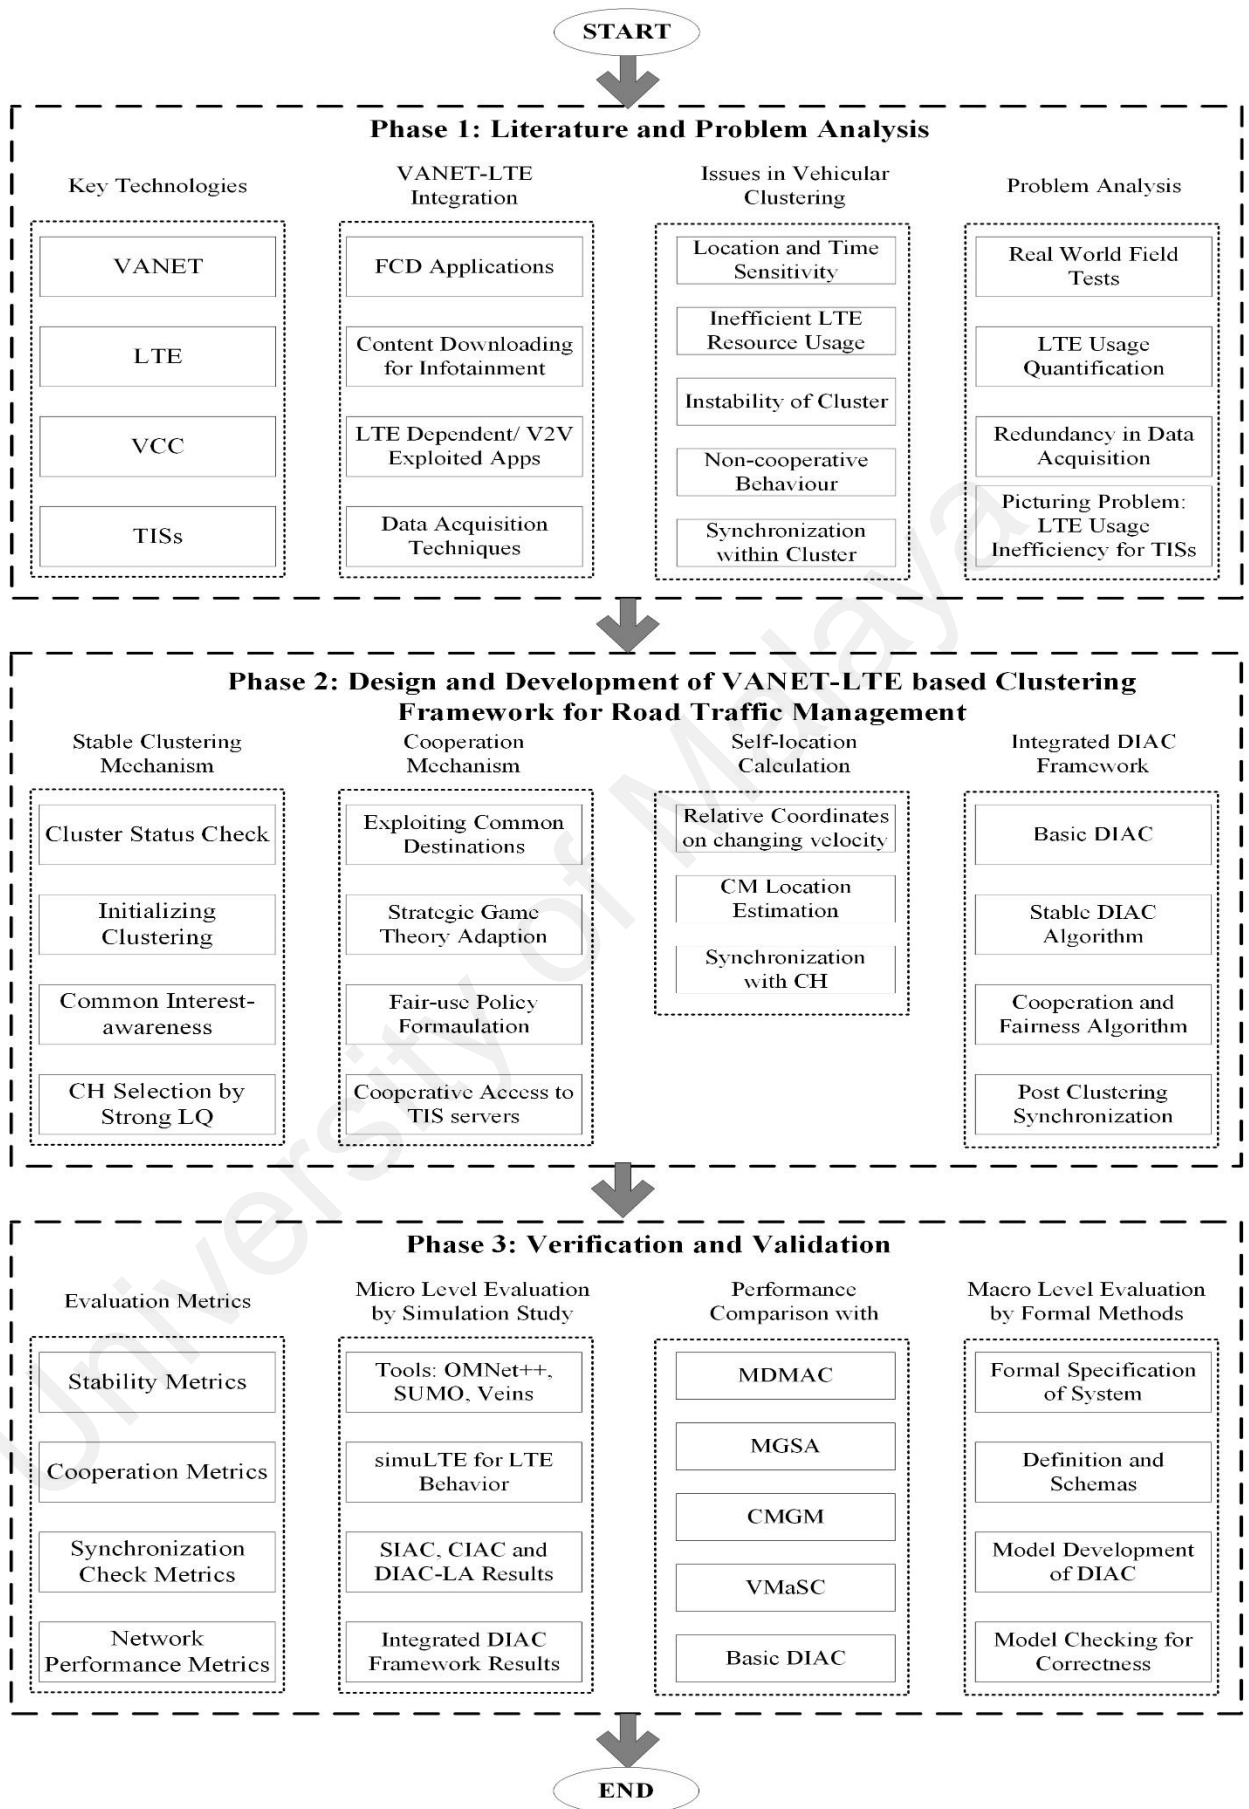 START
Phase 1: Literature and Problem Analysis
Key Technologies
VANET
LTE
VCC
TISs
VANET-LTE
Integration
FCD Applications
Content Downloading
for Infotainment
LTE Dependent/ V2V
Exploited Apps
Data Acquisition
Techniques
Issues in Vehicular
Clustering
Location and Time
Sensitivity
Inefficient LTE
Resource Usage
Instability of Cluster
Non-cooperative
Behaviour
Synchronization
within Cluster
Problem Analysis
Real World Field
Tests
LTE Usage
Quantification
Redundancy in Data
Acquisition
Picturing Problem:
LTE Usage
Inefficiency for TISs
Phase 2: Design and Development of VANET-LTE based Clustering
Framework for Road Traffic Management
Stable Clustering
Mechanism
Cluster Status Check
Initializing
Clustering
Common Interest-
awareness
CH Selection by
Strong LQ
Cooperation
Mechanism
Exploiting Common
Destinations
Strategic Game
Theory Adaption
Fair-use Policy
Formaulation
Cooperative Access to
TIS servers
Self-location
Calculation
Relative Coordinates
on changing velocity
CM Location
Estimation
Synchronization
with CH
Integrated DIAC
Framework
Basic DIAC
Stable DIAC
Algorithm
Cooperation and
Fairness Algorithm
Post Clustering
Synchronization
Phase 3: Verification and Validation
Evaluation Metrics
Stability Metrics
Cooperation Metrics
Synchronization
Check Metrics
Network
Performance Metrics
Micro Level Evaluation
by Simulation Study
Tools: OMNet++,
SUMO, Veins
simuLTE for LTE
Behavior
SIAC, CIAC and
DIAC-LA Results
Integrated DIAC
Framework Results
Performance
Comparison with
MDMAC
MGSA
CMGM
VMaSC
Basic DIAC
Macro Level Evaluation
by Formal Methods
Formal Specification
of System
Definition and
Schemas
Model Development
of DIAC
Model Checking for
Correctness
END
University of Malaya